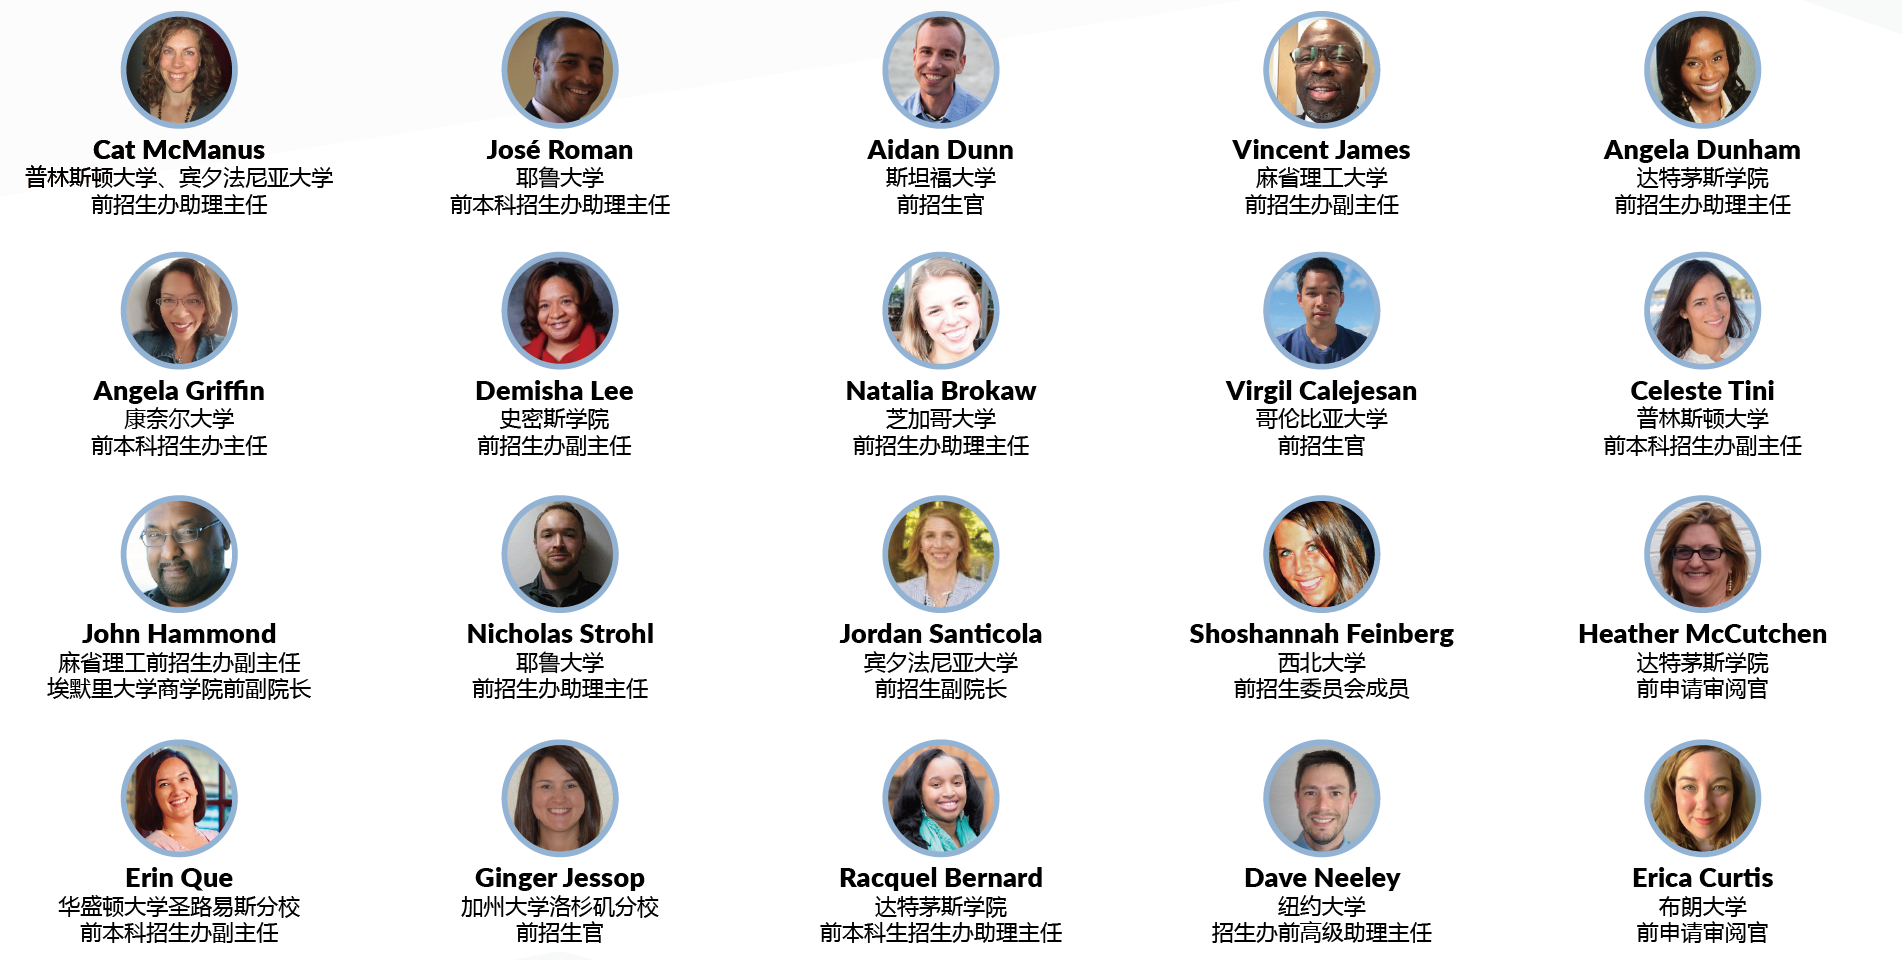 Cat McManus
普林斯顿大学、宾夕法尼亚大学
前招生办助理主任
José Roman
耶鲁大学
前本科招生办助理主任
Aidan Dunn
斯坦福大学
前招生官
Vincent James
麻省理工大学
前招生办副主任
Angela Dunham
达特茅斯学院
前招生办助理主任
Angela Griffin
康奈尔大学
前本科招生办主任
Demisha Lee
史密斯学院
前招生办副主任
Natalia Brokaw
芝加哥大学
前招生办助理主任
Virgil Calejesan
哥伦比亚大学
前招生官
Celeste Tini
普林斯顿大学
前本科招生办副主任
John Hammond
麻省理工前招生办副主任
埃默里大学商学院前副院长
Nicholas Strohl
耶鲁大学
前招生办助理主任
Jordan Santicola
宾夕法尼亚大学
前招生副院长
Shoshannah Feinberg
西北大学
前招生委员会成员
Heather McCutchen
达特茅斯学院
前申请审阅官
Erin Que
华盛顿大学圣路易斯分校
前本科招生办副主任
Ginger Jessop
加州大学洛杉矶分校
前招生官
Racquel Bernard
达特茅斯学院
前本科生招生办助理主任
Dave Neeley
纽约大学
招生办前高级助理主任
Erica Curtis
布朗大学
前申请审阅官